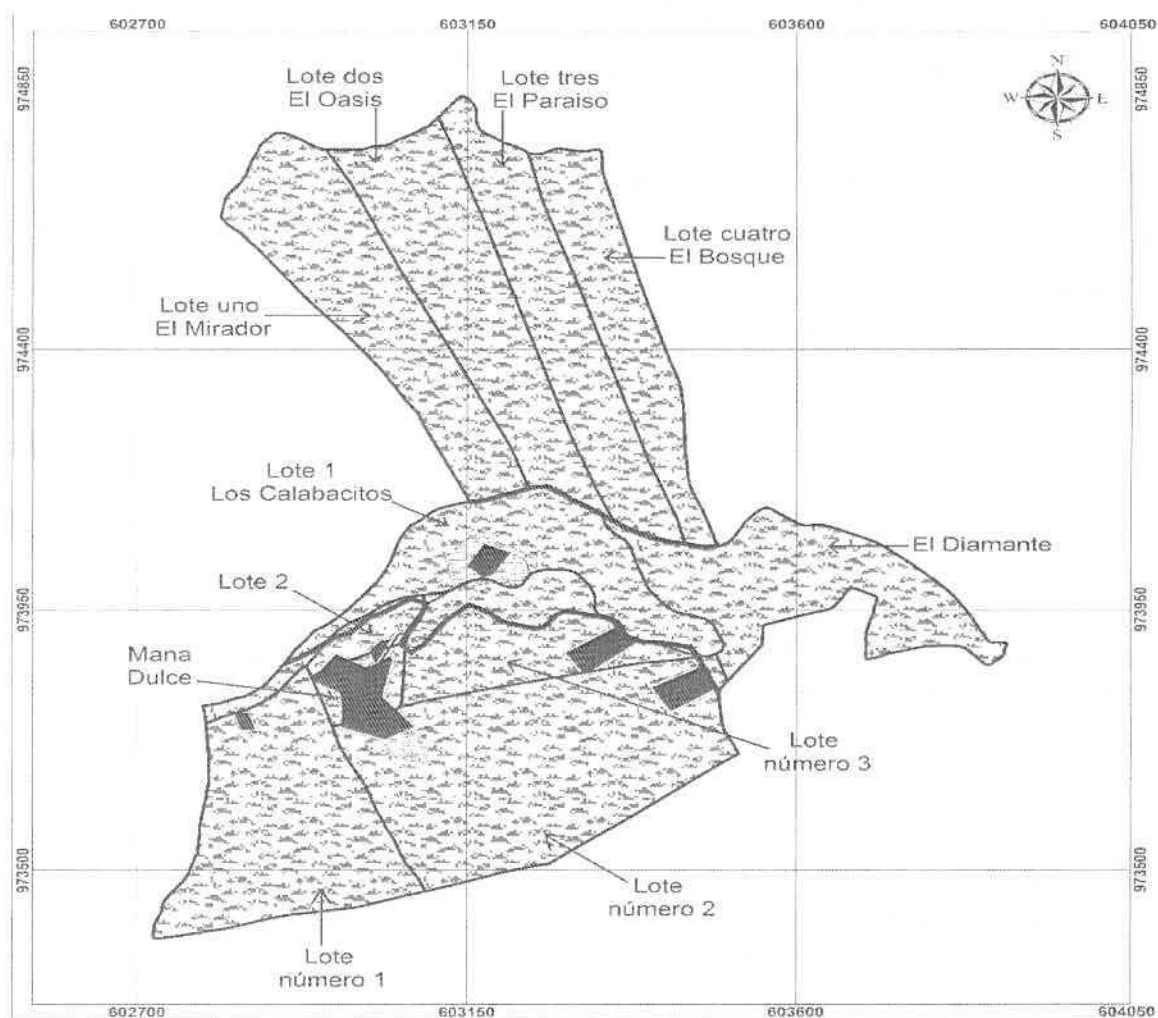 602700
603150
603600
604050
974850
974850
N
W
E
S
Lote dos
El Oasis
Lote tres
El Paraiso
Lote cuatro
El Bosque
Lote uno
El Mirador
974400
974400
Lote 1
Los Calabacitos
El Diamante
Lote 2
973950
973950
Mana
Dulce
Lote
número 3
973500
973500
Lote
número 2
Lote
número 1
602700
603150
603600
604050